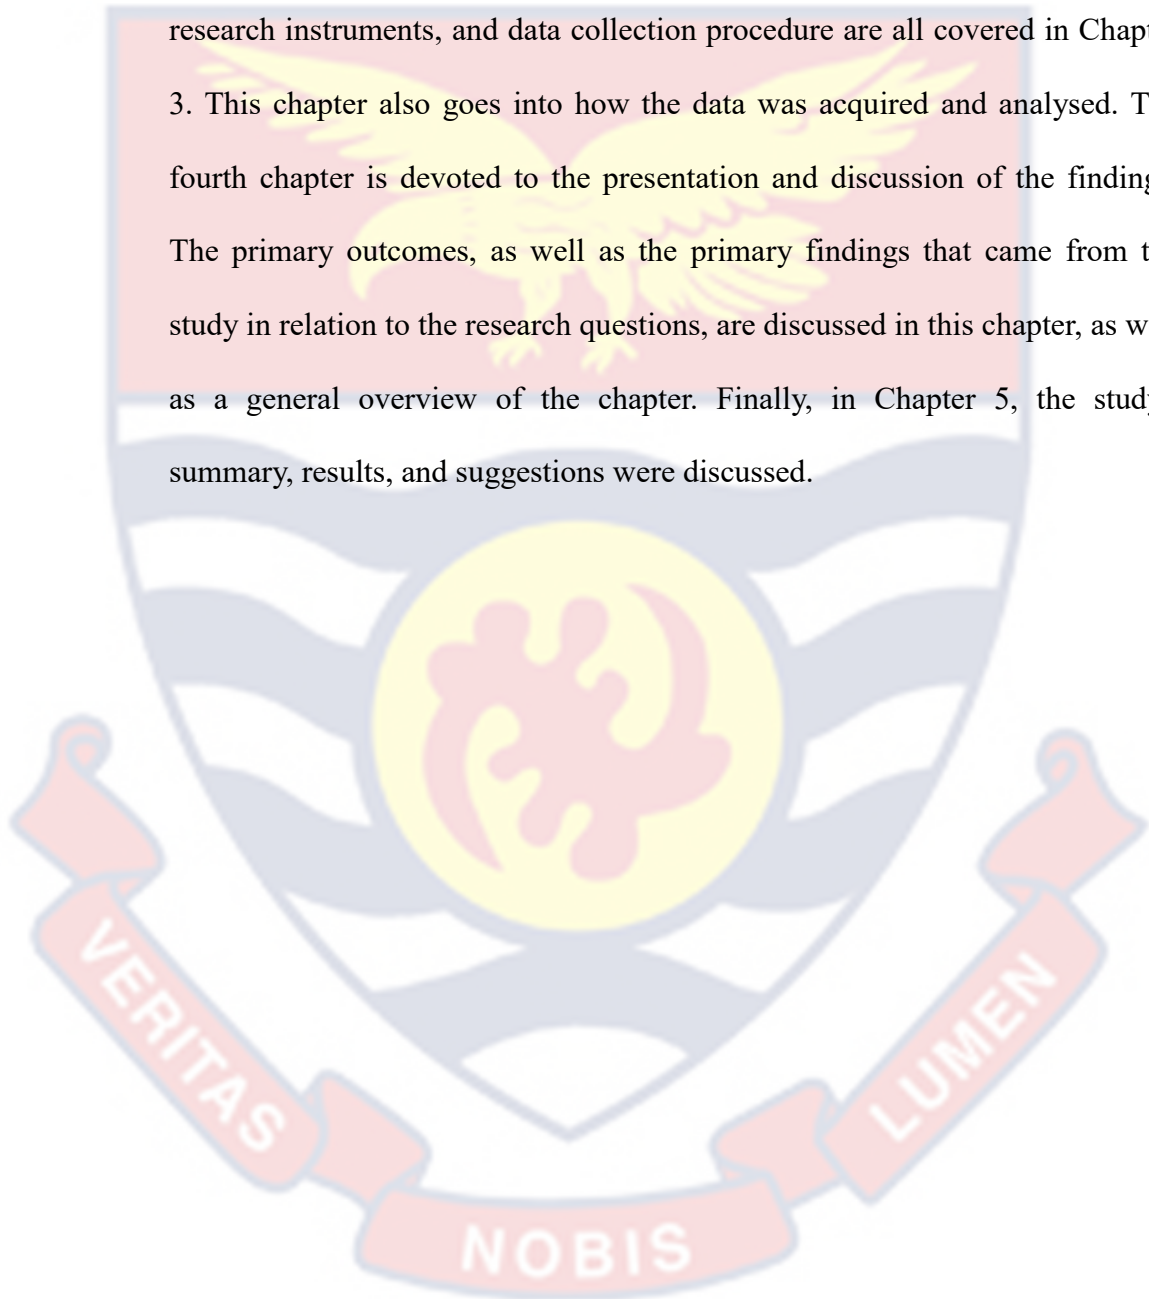 research instruments, and data collection procedure are all covered in Chapt
3. This chapter also goes into how the data was acquired and analysed. T
fourth chapter is devoted to the presentation and discussion of the finding
The primary outcomes, as well as the primary findings that came from t
study in relation to the research questions, are discussed in this chapter, as w
as a general overview of the chapter. Finally, in Chapter 5, the study
summary, results, and suggestions were discussed.
VERITAS
NOBIS
LUMEN